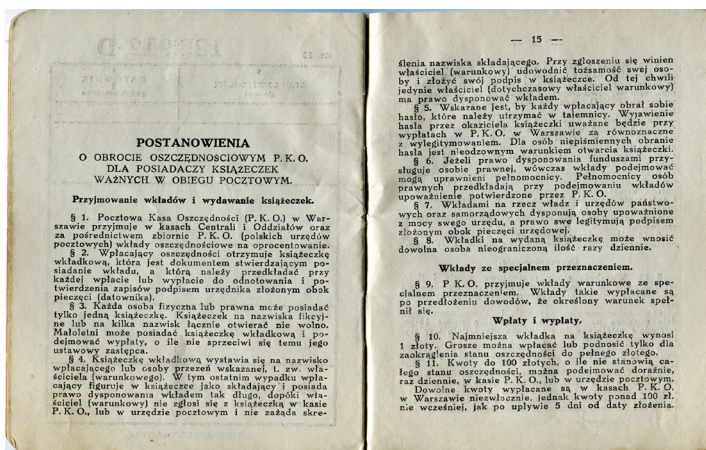 POSTANOWIENIA
O OBROCIE OSZCZĘDNOŚCIOWYM P. K. O.
DLA POSIADACZY KSIĄŻECZEK
WAŻNYCH W OBIEGU POCZTOWYM.
Przyjmowanie wkładów i wydawanie książeczek.
§ 1. Pocztowa Kasa Oszczędności (P. K. O.) w War-
szawie przyjmuje w kasach Centrali i Oddziałów oraz
za pośrednictwem zbiornic P. K. O. (polskich urzędów
pocztowych) wkłady oszczędnościowe na oprocentowanie.
§ 2. Wpłacający oszczędności otrzymuje książeczkę
wkładkową, która jest dokumentem stwierdzającym po-
siadanie wkładu, a którą należy przedkładać przy
każdej wpłacie lub wypłacie do odnotowania i po-
twierdzenia zapisów podpisem urzędnika złożonym obok
pieczęci (datownika).
§ 3. Każda osoba fizyczna lub prawna może posiadać
tylko jedną książeczkę. Książeczek na nazwiska fikcyj-
ne lub na kilka nazwisk łącznie otwierać nie wolno.
Małoletni może posiadać książeczkę wkładkową i po-
dejmować wypłaty, o ile nie sprzeciwi się temu jego
ustawowy zastępca.
§ 4. Książeczkę wkładkową wystawia się na nazwisko
wpłacającego lub osoby przezeń wskazanej, t. zw. wła-
ściciela (warunkowego). W tym ostatnim wypadku wpła-
cający figuruje w książeczce jako składający i posiada
prawo dysponowania wkładem tak długo, dopóki wła-
ściciel (warunkowy) nie zgłosi się z książeczką w kasie
P. K. O., lub w urzędzie pocztowym i nie zażąda skre-
— 15 —
ślenia nazwiska składającego. Przy zgłoszeniu się winien
właściciel (warunkowy) udowodnić tożsamość swej oso-
by i złożyć swój podpis w książeczce. Od tej chwili
jedynie właściciel (dotychczasowy właściciel warunkowy)
ma prawo dysponować wkładem.
§ 5. Wskazane jest, by każdy wpłacający obrał sobie
hasło, które należy utrzymać w tajemnicy. Wyjawienie
hasła przez okaziciela książeczki uważane będzie przy
wypłatach w P. K. O. w Warszawie za równoznaczne
z wylegitymowaniem. Dla osób niepiśmiennych obranie
hasła jest nieodzownym warunkiem otwarcia książeczki.
§ 6. Jeżeli prawo dysponowania funduszami przy-
sługuje osobie prawnej, wówczas wkłady podejmować
mogą uprawnieni pełnomocnicy. Pełnomocnicy osób
prawnych przedkładają przy podejmowaniu wkładów
upoważnienie potwierdzone przez P. K. O.
§ 7. Wkładami na rzecz władz i urzędów państwo-
wych oraz samorządowych dysponują osoby upoważnione
z mocy swego urzędu, a prawo swe legitymują podpisem
złożonym obok pieczęci urzędowej.
§ 8. Wkładki na wydaną książeczkę może wnosić
dowolna osoba nieograniczoną ilość razy dziennie.
Wkłady ze specjalnem przeznaczeniem.
§ 9. P. K. O. przyjmuje wkłady warunkowe ze spe-
cjalnem przeznaczeniem. Wkłady takie wypłacane są
po przedłożeniu dowodów, że określony warunek speł-
nił się.
Wpłaty i wypłaty.
§ 10. Najmniejsza wkładka na książeczkę wynosi
1 złoty. Grosze można wpłacać lub podnosić tylko dla
zaokrąglenia stanu oszczędności do pełnego złotego.
§ 11. Kwoty do 100 złotych, o ile nie stanowią ca-
łego stanu oszczędności, można podejmować doraźnie,
raz dziennie, w kasie P. K. O., lub w urzędzie pocztowym.
Dowolne kwoty wypłacane są w kasach P. K. O.
w Warszawie niezwłocznie, jednak kwoty ponad 100 zł.
nie wcześniej, jak po upływie 5 dni od daty złożenia.